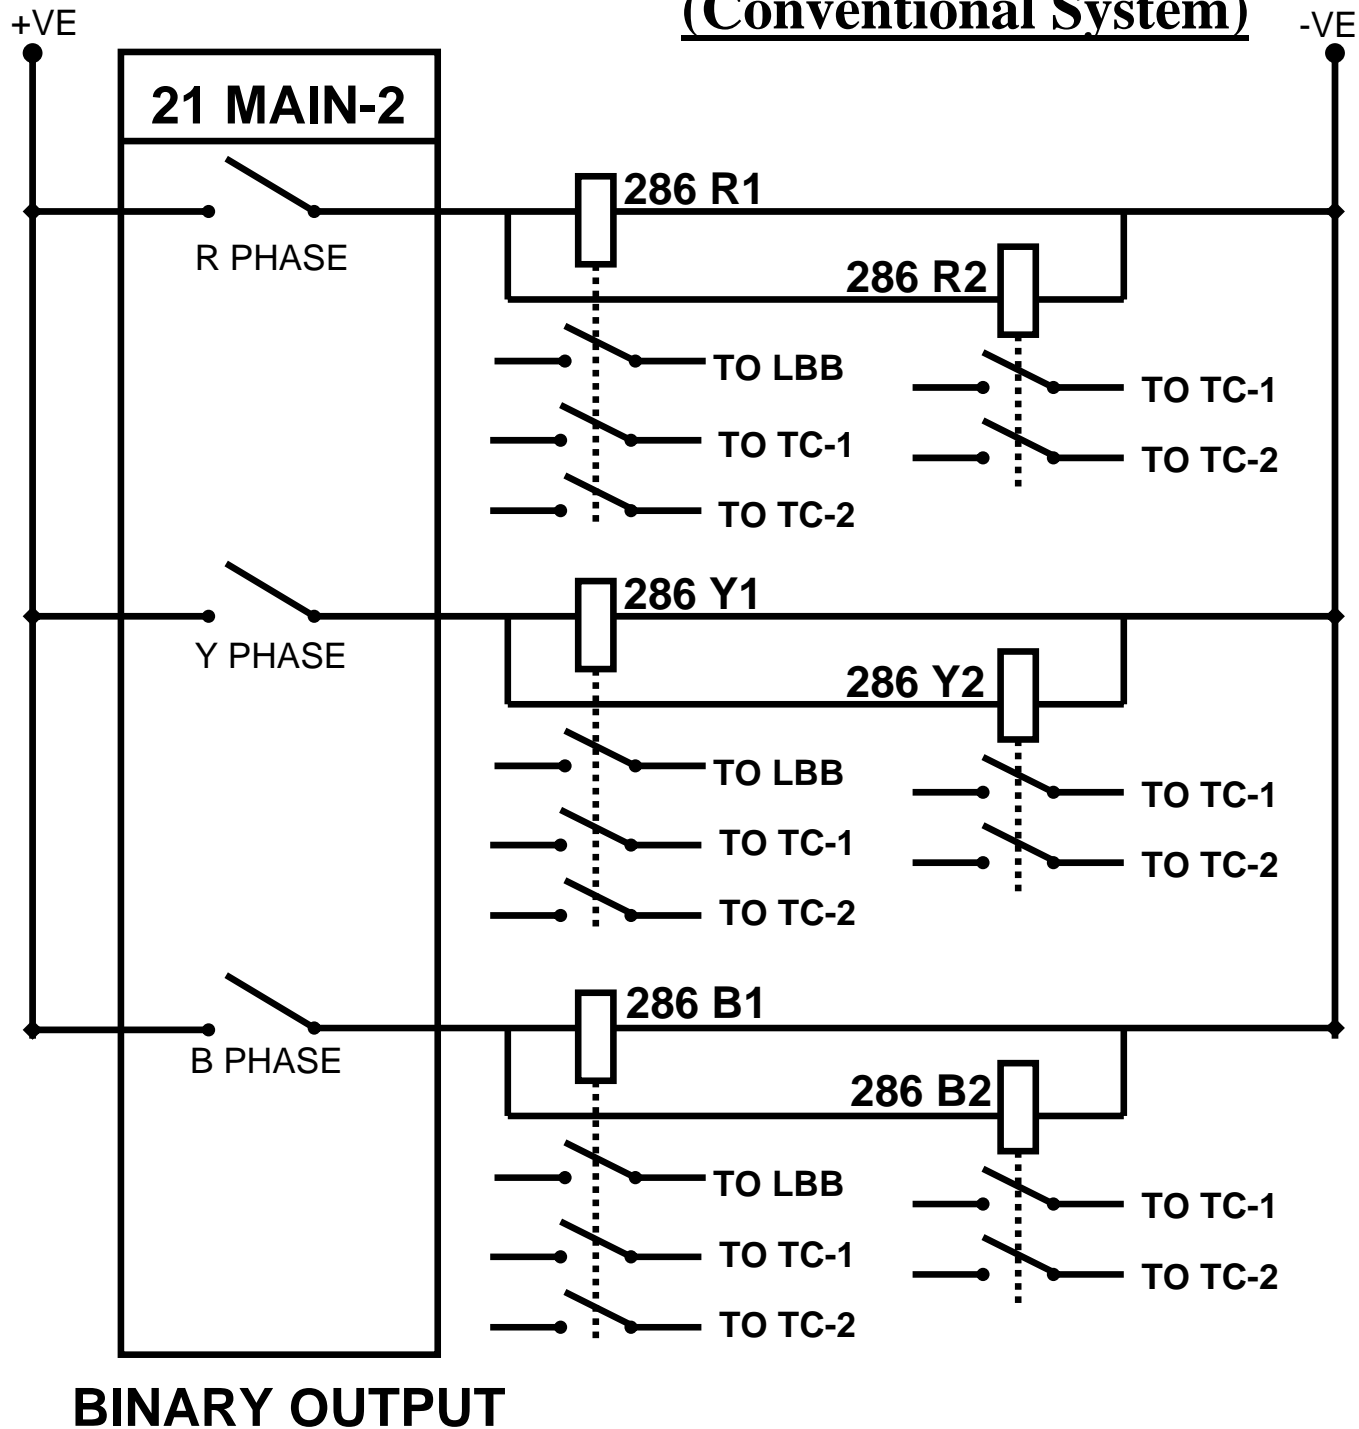 (Conventional System)
+VE
-VE
21 MAIN-2
286 R1
R PHASE
286 R2
TO LBB
TO TC-1
TO TC-1
TO TC-2
TO TC-2
286 Y1
Y PHASE
286 Y2
TO LBB
TO TC-1
TO TC-1
TO TC-2
TO TC-2
286 B1
B PHASE
286 B2
TO LBB
TO TC-1
TO TC-1
TO TC-2
TO TC-2
BINARY OUTPUT